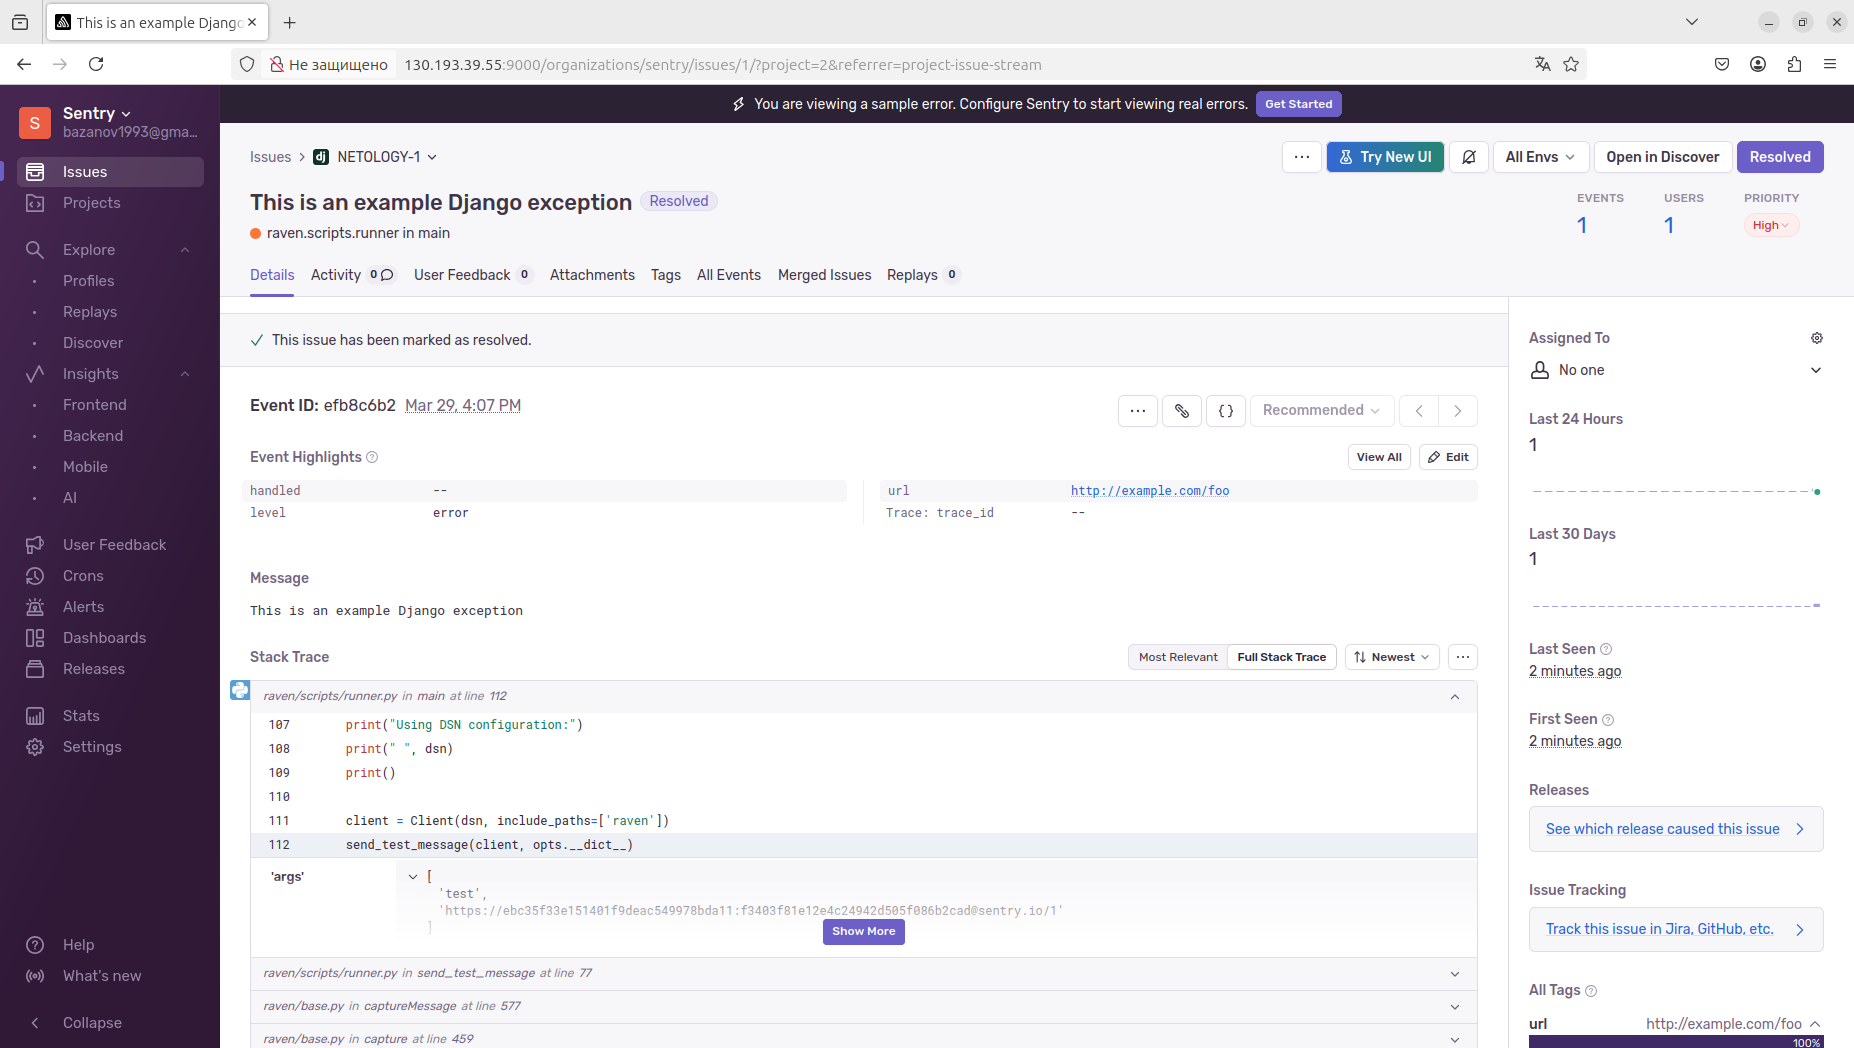 This is an example Django
Не защищено
130.193.39.55:9000/organizations/sentry/issues/1/?project=2&referrer=project-issue-stream
S
Sentry
bazanov1993@gma...
Issues
Projects
Explore
Profiles
Replays
Discover
Insights
Frontend
Backend
Mobile
AI
User Feedback
Crons
Alerts
Dashboards
Releases
Stats
Settings
Help
What's new
Collapse
You are viewing a sample error. Configure Sentry to start viewing real errors. Get Started
Issues > dj NETOLOGY-1
Try New UI All Envs Open in Discover Resolved
This is an example Django exception Resolved
raven.scripts.runner in main
EVENTS USERS PRIORITY
1 1 High
Details Activity 0 User Feedback 0 Attachments Tags All Events Merged Issues Replays 0
This issue has been marked as resolved.
Event ID: efb8c6b2 Mar 29, 4:07 PM
{} Recommended
Event Highlights
View All Edit
handled --
level error
url http://example.com/foo
Trace: trace_id --
Message
This is an example Django exception
Stack Trace
Most Relevant Full Stack Trace Newest
raven/scripts/runner.py in main at line 112
107 print("Using DSN configuration:")
108 print(" ", dsn)
109 print()
110
111 client = Client(dsn, include_paths=['raven'])
112 send_test_message(client, opts.__dict__)
'args' [
'test',
'https://ebc35f33e151401f9deac549978bda11:f3403f81e12e4c24942d505f086b2cad@sentry.io/1'
]
Show More
raven/scripts/runner.py in send_test_message at line 77
raven/base.py in captureMessage at line 577
raven/base.py in capture at line 459
Assigned To
No one
Last 24 Hours
1
Last 30 Days
1
Last Seen
2 minutes ago
First Seen
2 minutes ago
Releases
See which release caused this issue
Issue Tracking
Track this issue in Jira, GitHub, etc.
All Tags
url http://example.com/foo
100%